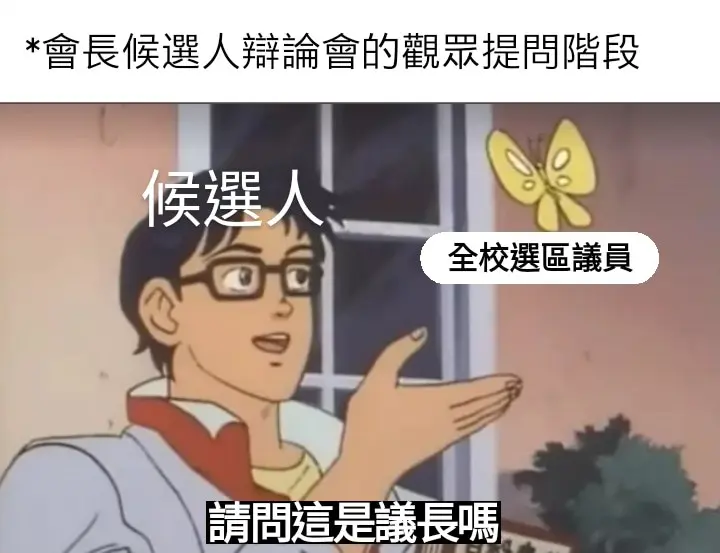 *會長候選人辯論會的觀眾提問階段
候選人
全校選區議員
請問這是議長嗎